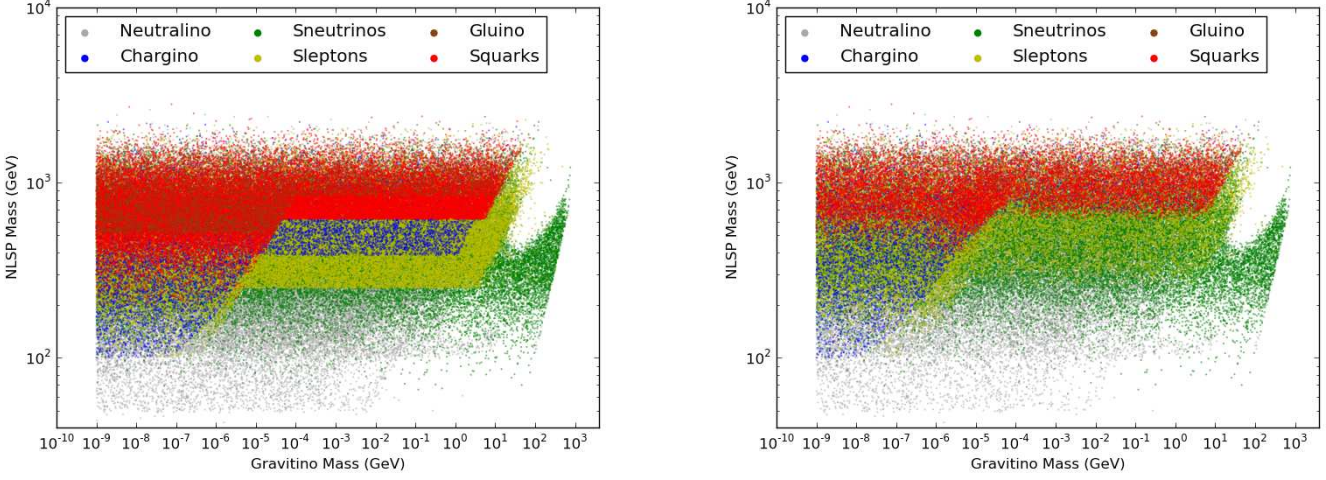 Neutralino Sneutrinos Gluino
Chargino Sleptons Squarks
10^4
10^3
10^2
NLSP Mass (GeV)
10^-10 10^-9 10^-8 10^-7 10^-6 10^-5 10^-4 10^-3 10^-2 10^-1 10^0 10^1 10^2 10^3
Gravitino Mass (GeV)
Neutralino Sneutrinos Gluino
Chargino Sleptons Squarks
10^4
10^3
10^2
NLSP Mass (GeV)
10^-10 10^-9 10^-8 10^-7 10^-6 10^-5 10^-4 10^-3 10^-2 10^-1 10^0 10^1 10^2 10^3
Gravitino Mass (GeV)